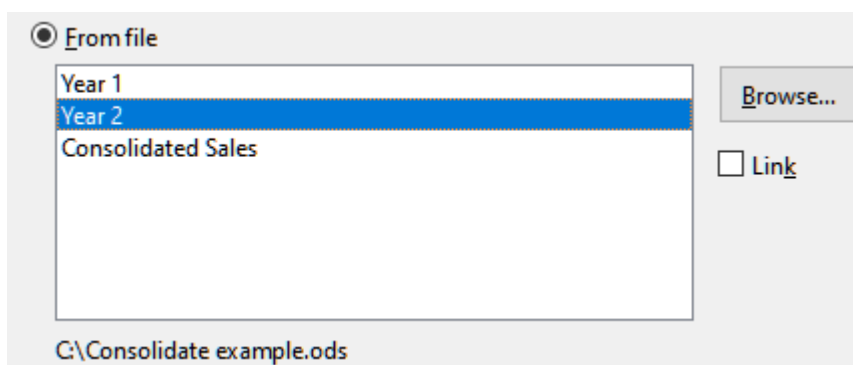 From file
Year 1
Browse...
Year 2
Consolidated Sales
Link
C:\Consolidate example.ods